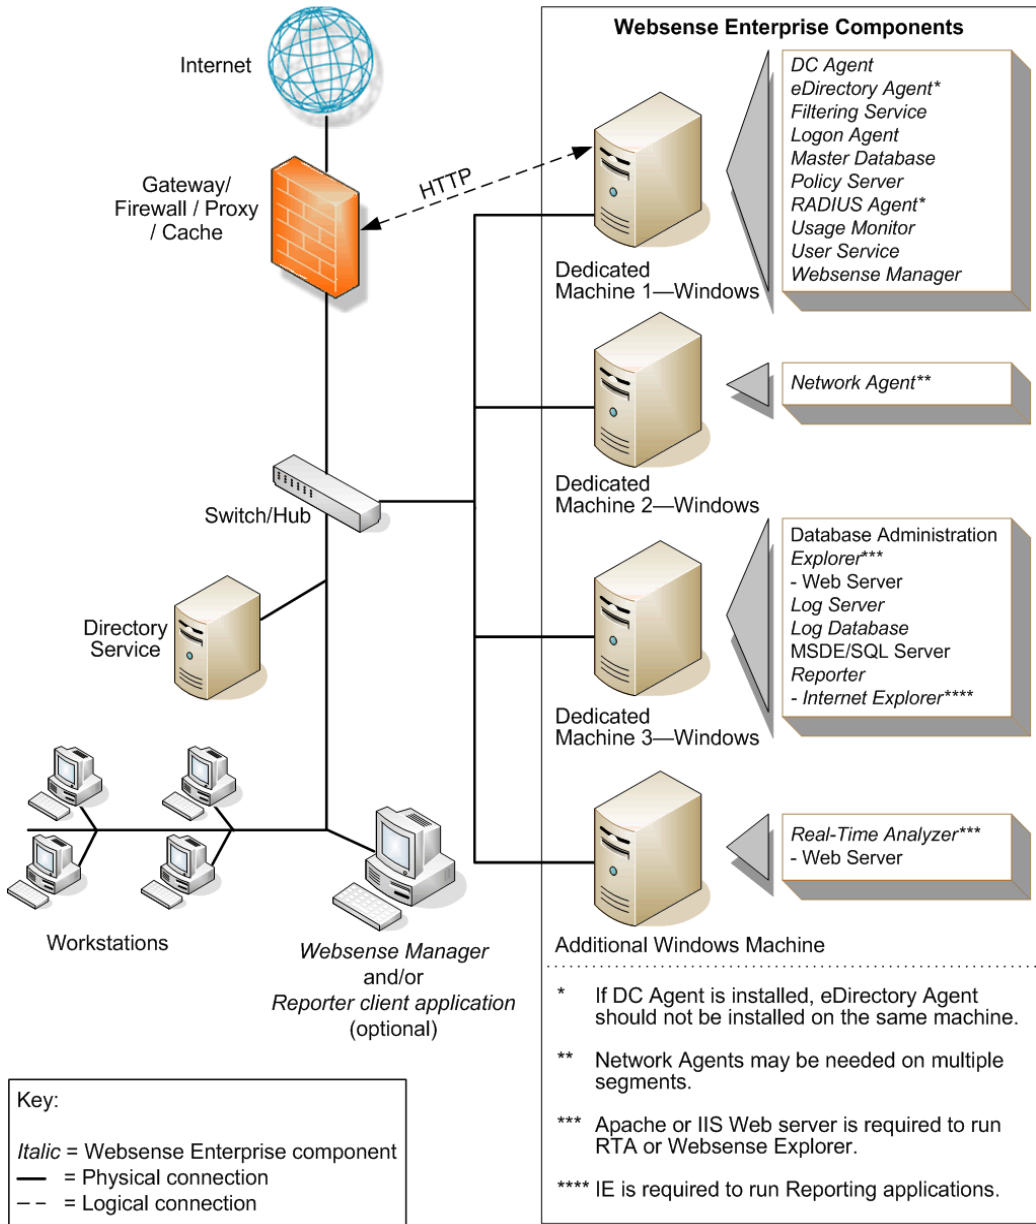 Internet
Gateway/
Firewall / Proxy
/ Cache
HTTP
Switch/Hub
Directory
Service
Workstations
Websense Manager
and/or
Reporter client application
(optional)
Key:
Italic = Websense Enterprise component
= Physical connection
= Logical connection
Websense Enterprise Components
Dedicated
Machine 1—Windows
DC Agent
eDirectory Agent*
Filtering Service
Logon Agent
Master Database
Policy Server
RADIUS Agent*
Usage Monitor
User Service
Websense Manager
Dedicated
Machine 2—Windows
Network Agent**
Dedicated
Machine 3—Windows
Database Administration
Explorer***
- Web Server
Log Server
Log Database
MSDE/SQL Server
Reporter
- Internet Explorer****
Additional Windows Machine
Real-Time Analyzer***
- Web Server
* If DC Agent is installed, eDirectory Agent
should not be installed on the same machine.
** Network Agents may be needed on multiple
segments.
*** Apache or IIS Web server is required to run
RTA or Websense Explorer.
**** IE is required to run Reporting applications.